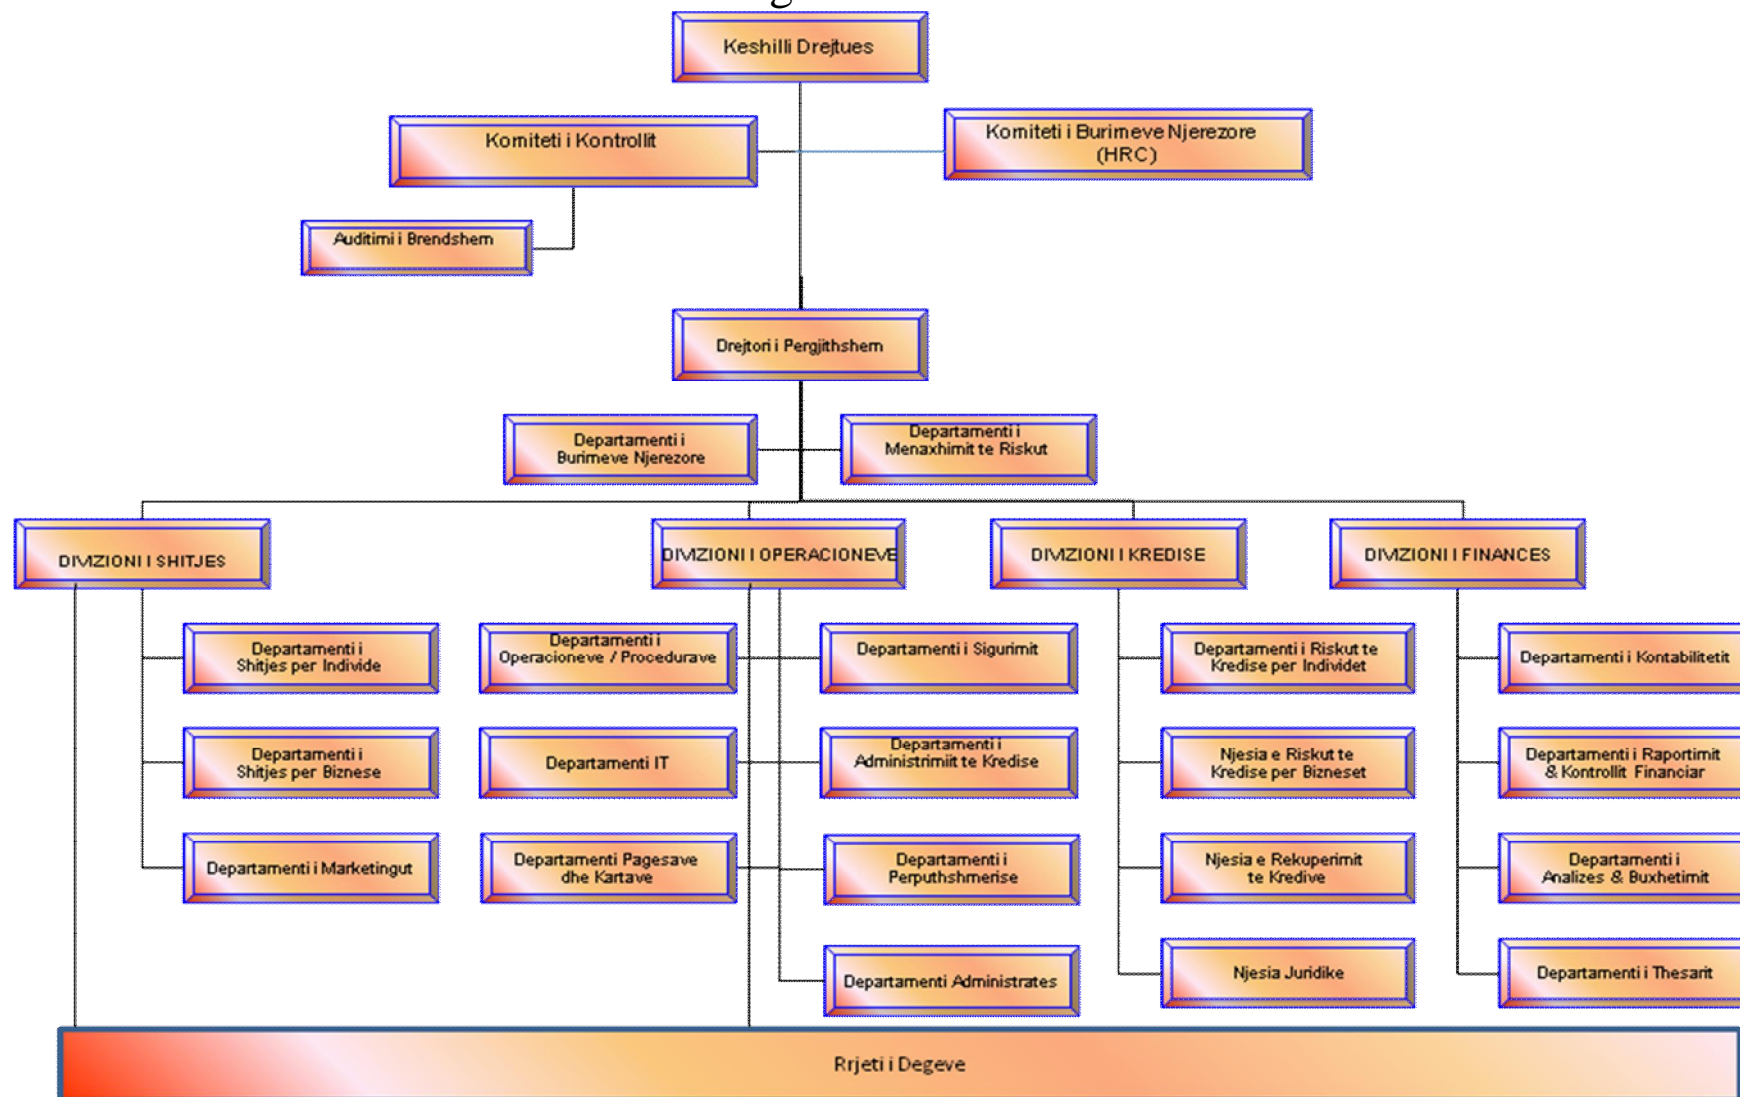 Keshilli Drejtues
Komiteti i Kontrollit
Komiteti i Burimeve Njerezore
(HRC)
Auditimi i Brendshem
Drejtori i Pergjithshem
Departamenti i
Burimeve Njerezore
Departamenti i
Menaxhimit te Riskut
DIVIZIONI I SHITJES
DIVIZIONI I OPERACIONEVE
DIVIZIONI I KREDISE
DIVIZIONI I FINANCES
Departamenti i
Shitjes per Individe
Departamenti i
Operacioneve / Procedurave
Departamenti i Sigurimit
Departamenti i Riskut te
Kredise per Individet
Departamenti i Kontabilitetit
Departamenti i
Shitjes per Biznese
Departamenti IT
Departamenti i
Administrimiit te Kredise
Njesia e Riskut te
Kredise per Bizneset
Departamenti i Raportimit
& Kontrollit Financiar
Departamenti i Marketingut
Departamenti Pagesave
dhe Kartave
Departamenti i
Perputhshmerise
Njesia e Rekuperimit
te Kredive
Departamenti i
Analizes & Buxhetimit
Departamenti Administrates
Njesia Juridike
Departamenti i Thesarit
Rrjeti i Degeve